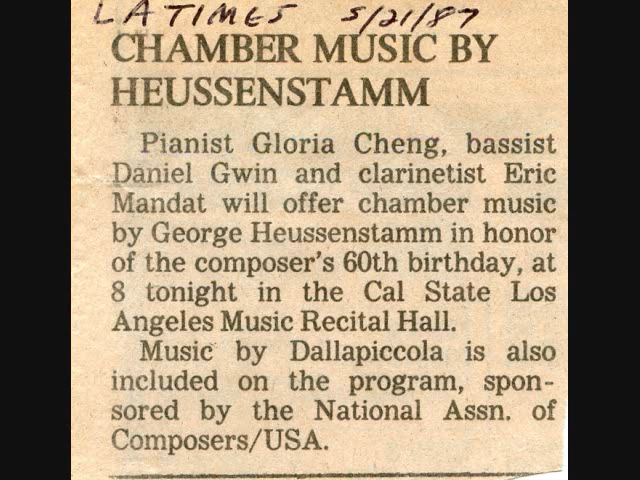 LA TIMES 5/21/87
CHAMBER MUSIC BY
HEUSSENSTAMM
Pianist Gloria Cheng, bassist
Daniel Gwin and clarinetist Eric
Mandat will offer chamber music
by George Heussenstamm in honor
of the composer's 60th birthday, at
8 tonight in the Cal State Los
Angeles Music Recital Hall.
Music by Dallapiccola is also
included on the program, spon-
sored by the National Assn. of
Composers/USA.